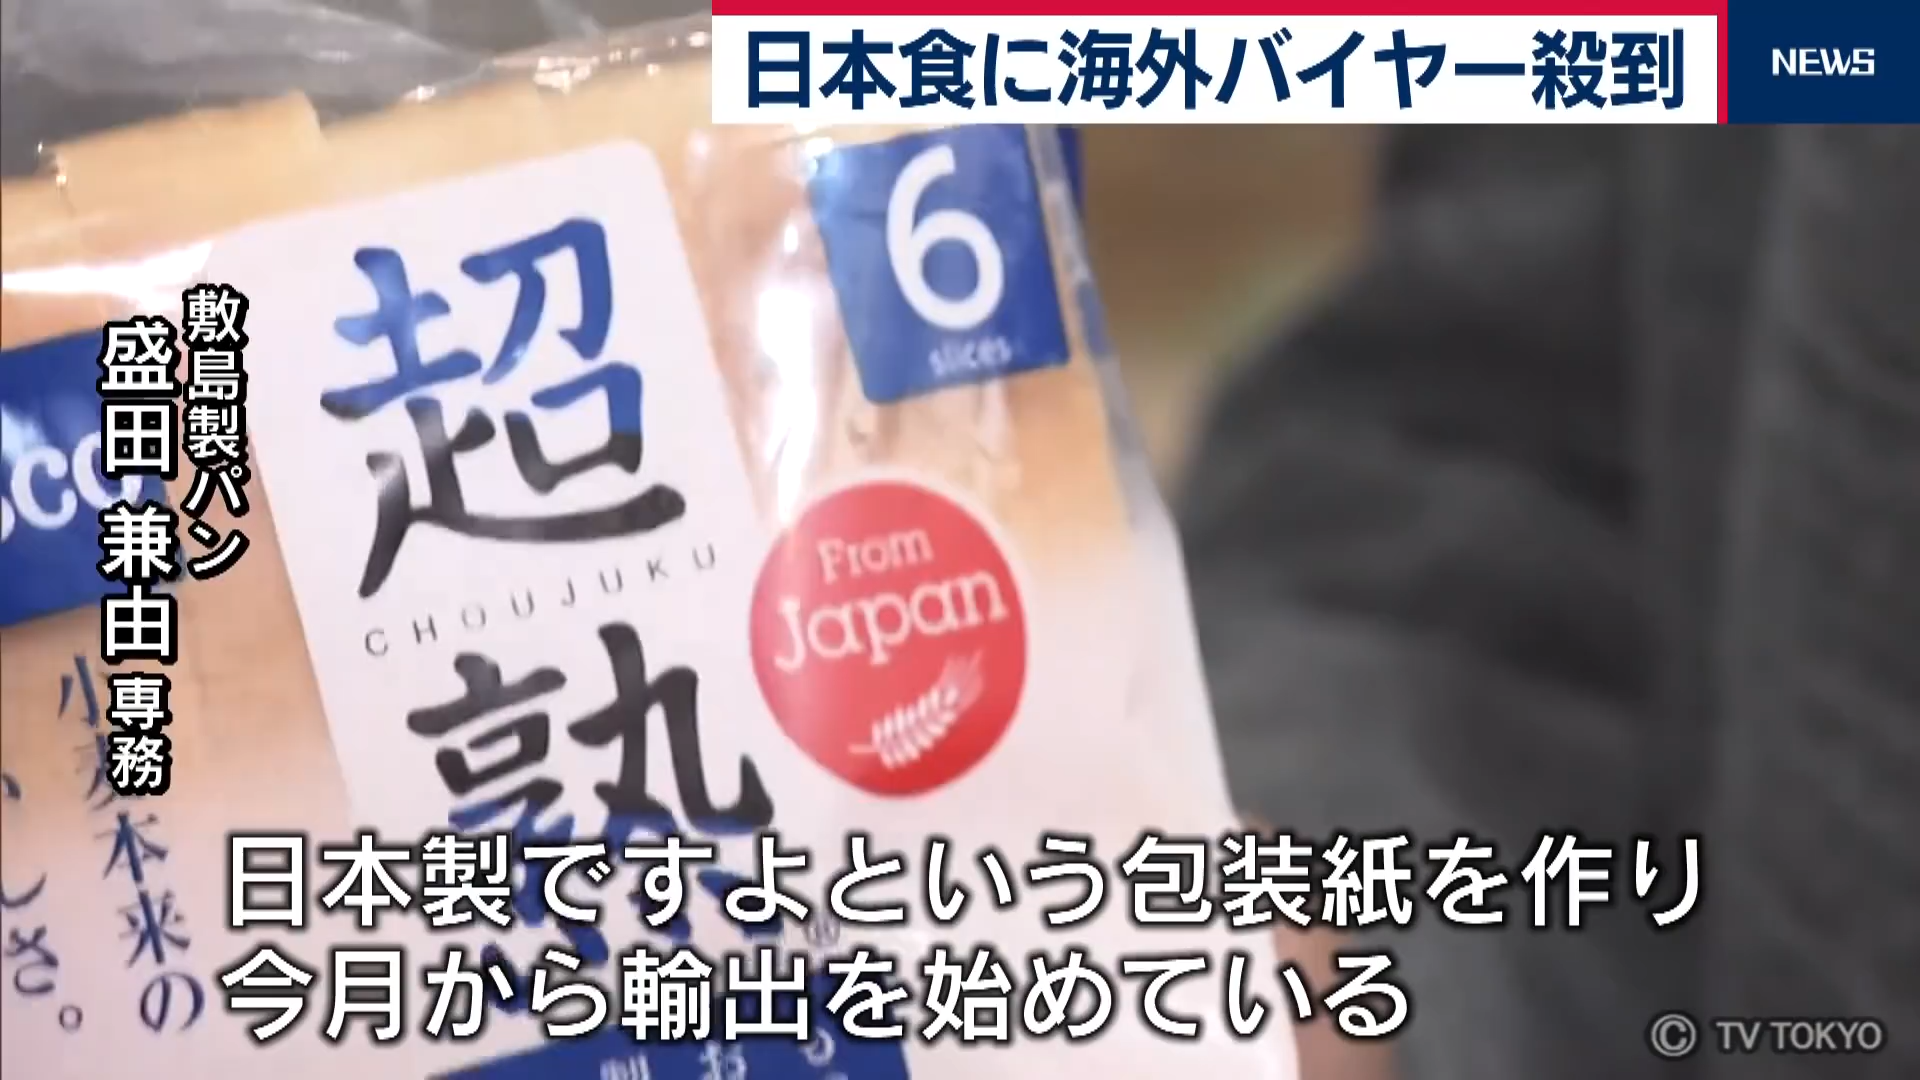 日本食に海外バイヤー殺到
NEWS
6
slices
超
CHOUJUKU
熟
From
Japan
敷島製パン
盛田兼由専務
小麦本来の
しさ。
日本製ですよという包装紙を作り
今月から輸出を始めている
© TV TOKYO